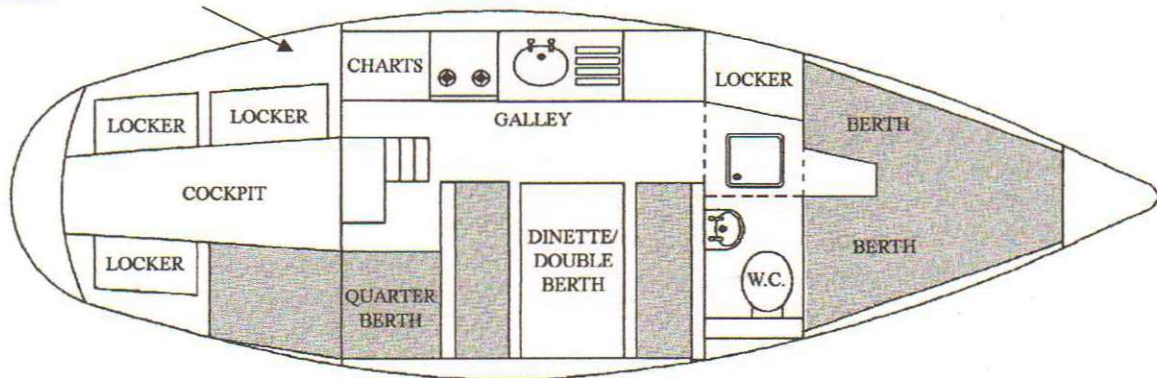 CHARTS
LOCKER
LOCKER
LOCKER
GALLEY
BERTH
COCKPIT
LOCKER
DINETTE/
DOUBLE
BERTH
QUARTER
BERTH
W.C.
BERTH